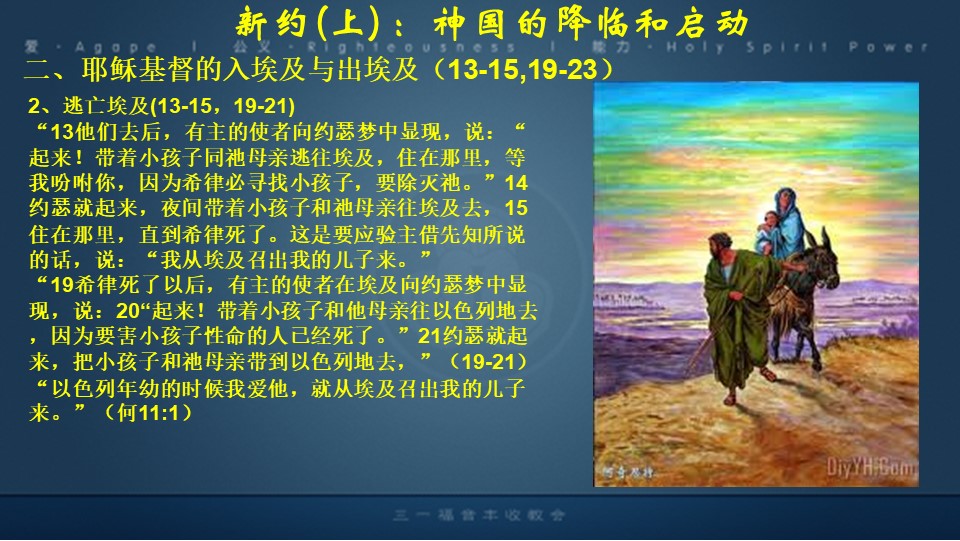 新约(上)：神国的降临和启动
爱 · Agape | 公义 · Righteousness | 能力 · Holy Spirit Power
二、耶稣基督的入埃及与出埃及（13-15,19-23）
2、逃亡埃及(13-15，19-21)
“13他们去后，有主的使者向约瑟梦中显现，说：“
起来！带着小孩子同祂母亲逃往埃及，住在那里，等
我吩咐你，因为希律必寻找小孩子，要除灭祂。”14
约瑟就起来，夜间带着小孩子和祂母亲往埃及去，15
住在那里，直到希律死了。这是要应验主借先知所说
的话，说：“我从埃及召出我的儿子来。”
“19希律死了以后，有主的使者在埃及向约瑟梦中显
现，说：20“起来！带着小孩子和他母亲往以色列地去
，因为要害小孩子性命的人已经死了。”21约瑟就起
来，把小孩子和祂母亲带到以色列地去，”（19-21）
“以色列年幼的时候我爱他，就从埃及召出我的儿子
来。”（何11:1）
DiyYH.Com
三一福音丰收教会